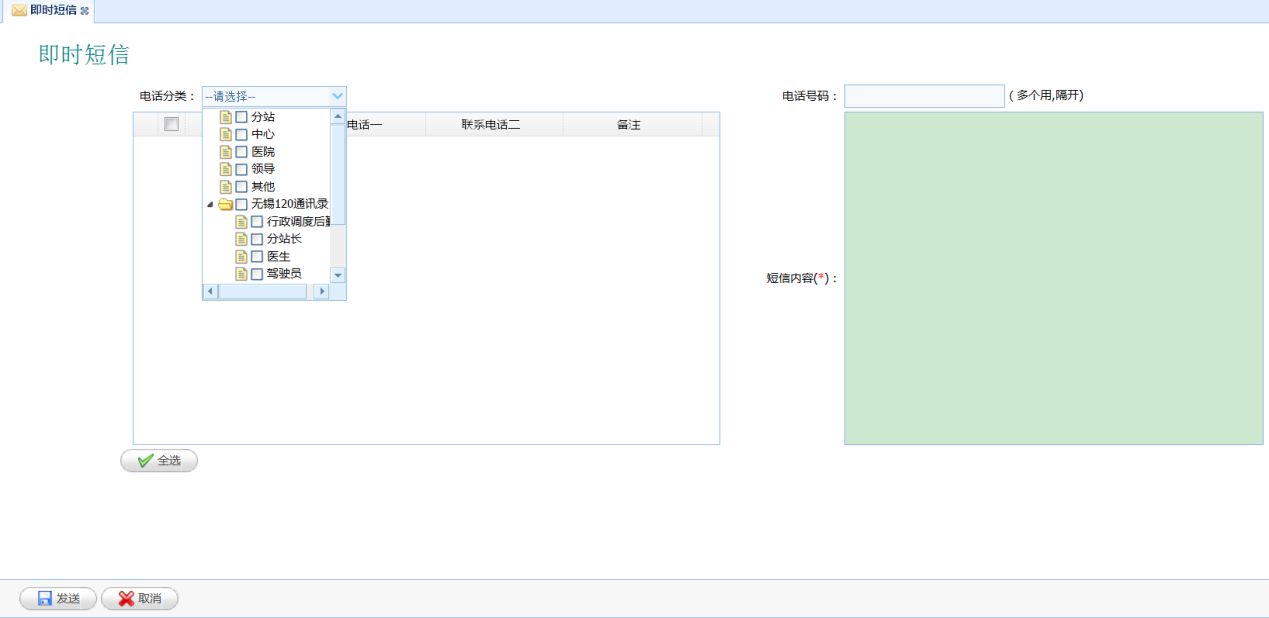 即时短信
即时短信
电话分类： --请选择--
电话号码： ( 多个用,隔开)
电话一 联系电话二 备注
分站
中心
医院
领导
其他
无锡120通讯录
行政调度后
分站长
医生
驾驶员
短信内容(*)：
全选
发送 取消